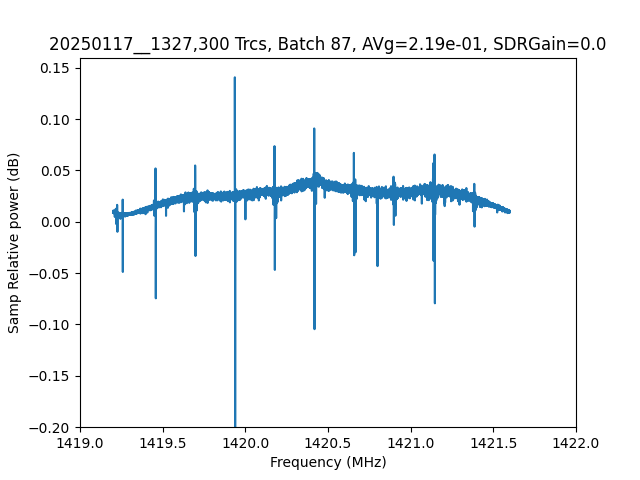 20250117__1327,300 Trcs, Batch 87, AVg=2.19e-01, SDRGain=0.0
0.15
0.10
0.05
0.00
−0.05
−0.10
−0.15
−0.20
Samp Relative power (dB)
1419.0 1419.5 1420.0 1420.5 1421.0 1421.5 1422.0
Frequency (MHz)